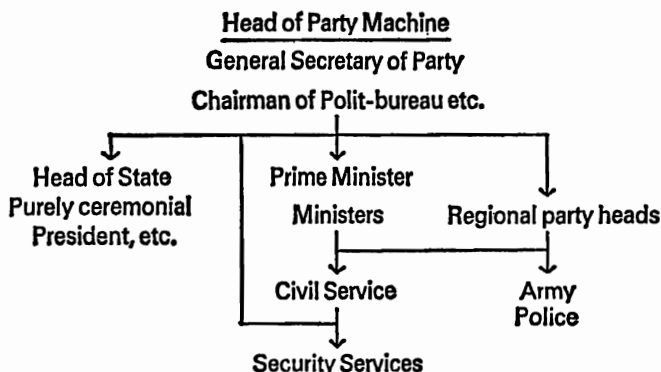 Head of Party Machine
General Secretary of Party
Chairman of Polit-bureau etc.
Head of State
Purely ceremonial
President, etc.
Prime Minister
Ministers
Regional party heads
Civil Service
Army
Police
Security Services